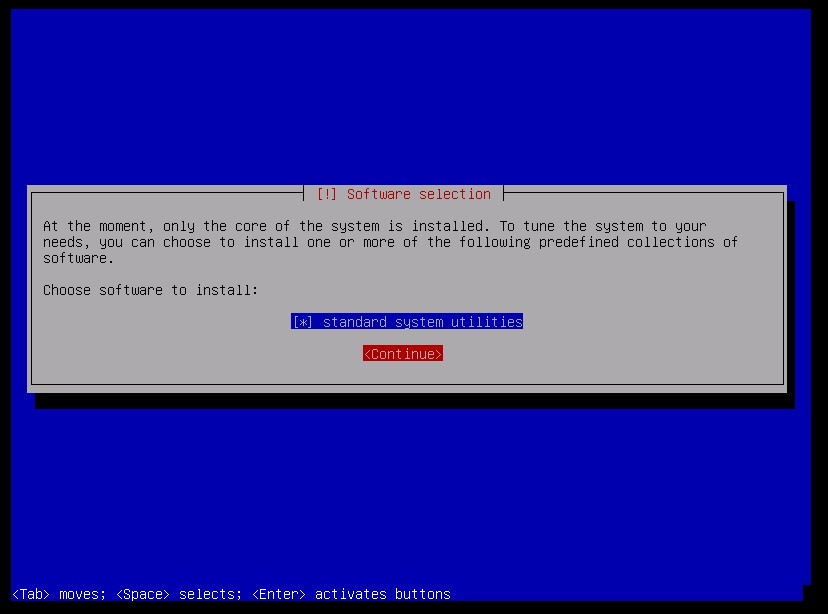 [!] Software selection
At the moment, only the core of the system is installed. To tune the system to your
needs, you can choose to install one or more of the following predefined collections of
software.
Choose software to install:
[*] standard system utilities
<Continue>
<Tab> moves; <Space> selects; <Enter> activates buttons